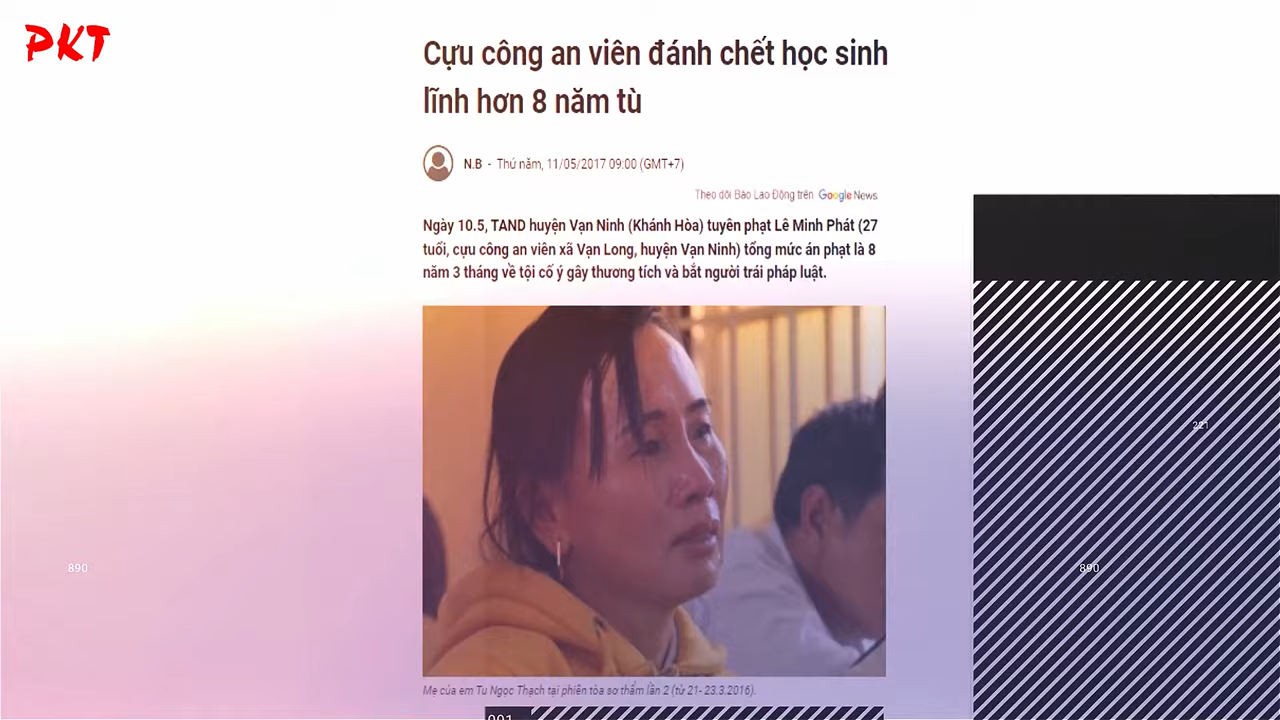 PKT
Cựu công an viên đánh chết học sinh
lĩnh hơn 8 năm tù
N.B - Thứ năm, 11/05/2017 09:00 (GMT+7)
Theo dõi Báo Lao Động trên Google News
Ngày 10.5, TAND huyện Vạn Ninh (Khánh Hòa) tuyên phạt Lê Minh Phát (27
tuổi, cựu công an viên xã Vạn Long, huyện Vạn Ninh) tổng mức án phạt là 8
năm 3 tháng về tội cố ý gây thương tích và bắt người trái pháp luật.
221
890
890
Mẹ của em Tu Ngọc Thạch tại phiên tòa sơ thẩm lần 2 (từ 21- 23.3.2016).